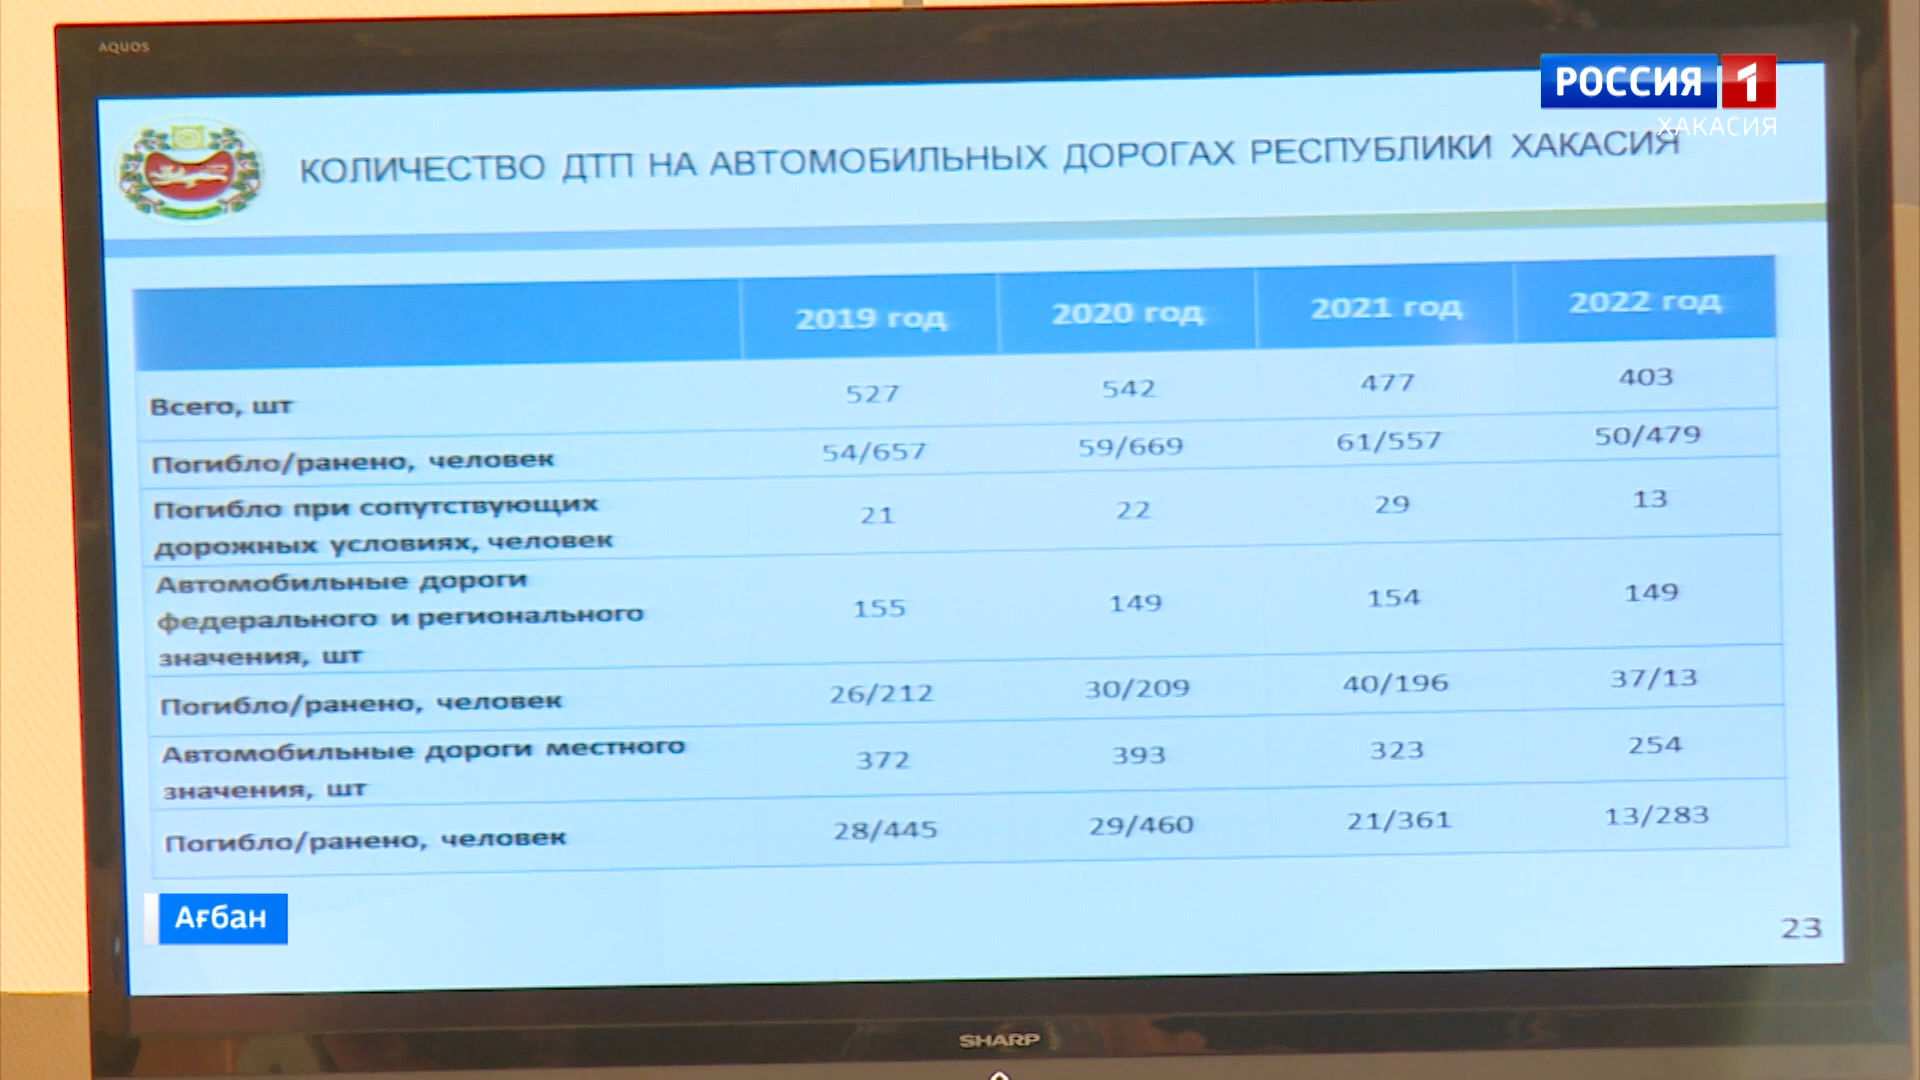 AQUOS
РОССИЯ 1
ХАКАСИЯ
КОЛИЧЕСТВО ДТП НА АВТОМОБИЛЬНЫХ ДОРОГАХ РЕСПУБЛИКИ ХАКАСИЯ
2019 год 2020 год 2021 год 2022 год
Всего, шт 527 542 477 403
Погибло/ранено, человек 54/657 59/669 61/557 50/479
Погибло при сопутствующих
дорожных условиях, человек 21 22 29 13
Автомобильные дороги
федерального и регионального
значения, шт 155 149 154 149
Погибло/ранено, человек 26/212 30/209 40/196 37/13
Автомобильные дороги местного
значения, шт 372 393 323 254
Погибло/ранено, человек 28/445 29/460 21/361 13/283
Ағбан
23
SHARP